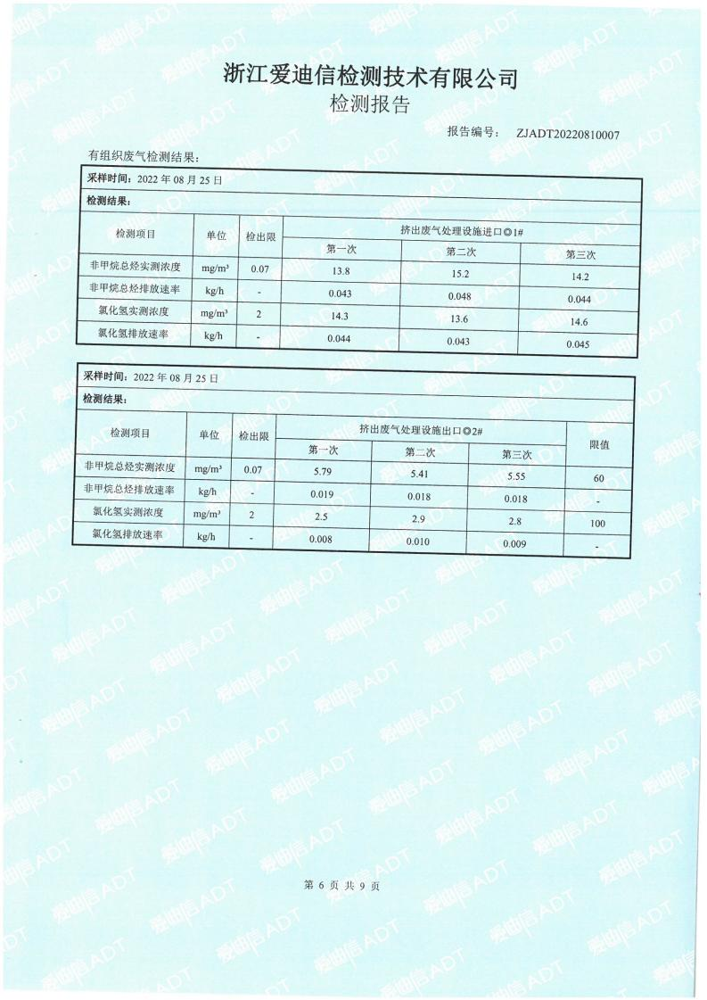 浙江爱迪信检测技术有限公司
检测报告
报告编号： ZJADT20220810007
有组织废气检测结果：
采样时间：2022 年 08 月 25 日
检测结果：
检测项目 单位 检出限 挤出废气处理设施进口◎1#
第一次 第二次 第三次
非甲烷总烃实测浓度 mg/m³ 0.07 13.8 15.2 14.2
非甲烷总烃排放速率 kg/h - 0.043 0.048 0.044
氯化氢实测浓度 mg/m³ 2 14.3 13.6 14.6
氯化氢排放速率 kg/h - 0.044 0.043 0.045
采样时间：2022 年 08 月 25 日
检测结果：
检测项目 单位 检出限 挤出废气处理设施出口◎2# 限值
第一次 第二次 第三次
非甲烷总烃实测浓度 mg/m³ 0.07 5.79 5.41 5.55 60
非甲烷总烃排放速率 kg/h - 0.019 0.018 0.018 -
氯化氢实测浓度 mg/m³ 2 2.5 2.9 2.8 100
氯化氢排放速率 kg/h - 0.008 0.010 0.009 -
第 6 页 共 9 页
爱迪信ADT